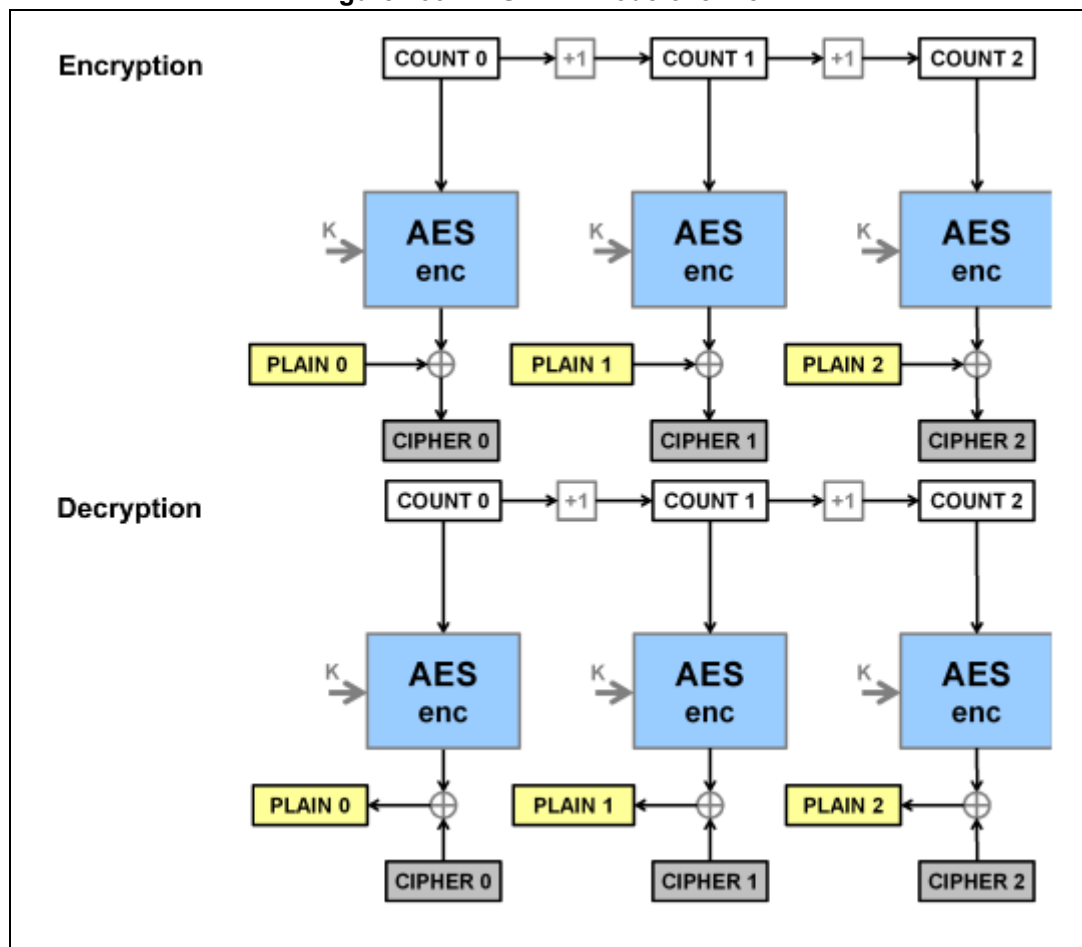 Encryption
COUNT 0 +1 COUNT 1 +1 COUNT 2
K AES enc K AES enc K AES enc
PLAIN 0 PLAIN 1 PLAIN 2
CIPHER 0 CIPHER 1 CIPHER 2
Decryption
COUNT 0 +1 COUNT 1 +1 COUNT 2
K AES enc K AES enc K AES enc
PLAIN 0 PLAIN 1 PLAIN 2
CIPHER 0 CIPHER 1 CIPHER 2